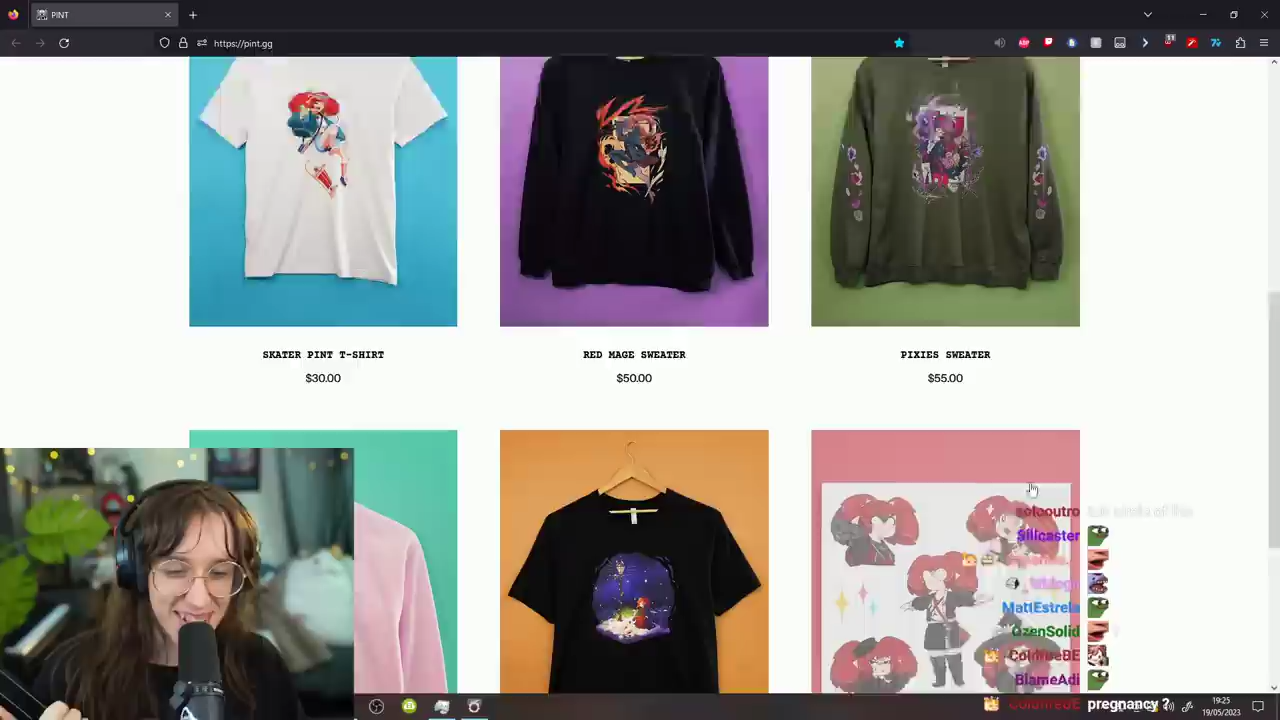 PINT
https://pint.gg
SKATER PINT T-SHIRT
RED MAGE SWEATER
PIXIES SWEATER
$30.00
$50.00
$55.00
Silicaster
MattEstrela
OzenSolid
BlameAdi
pregnancy
19:25
19/05/2023